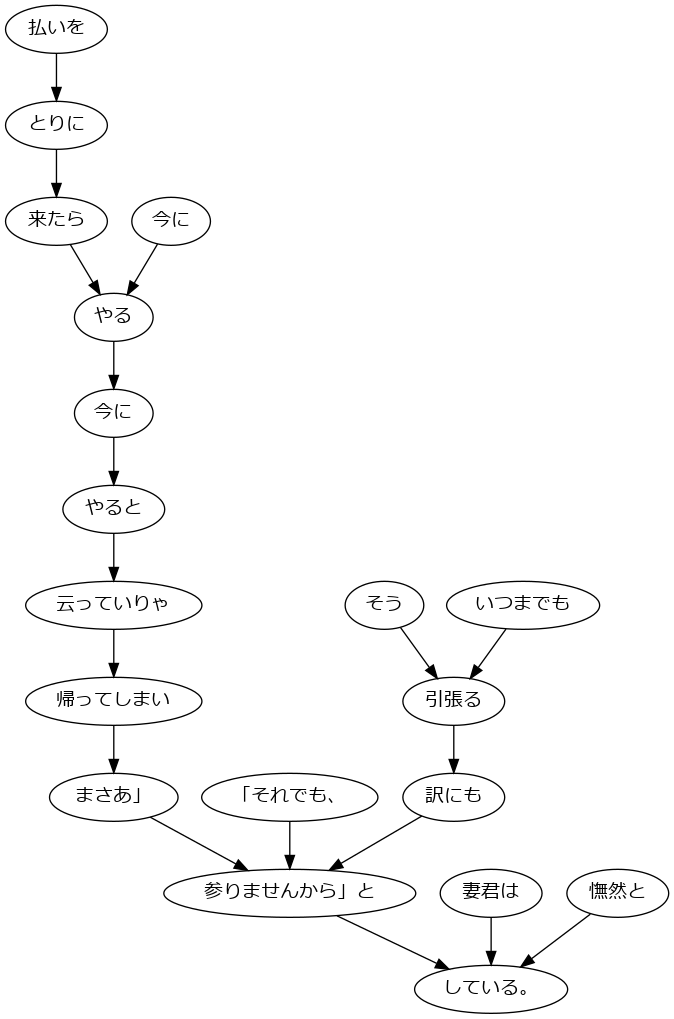 払いを
とりに
来たら
今に
やる
今に
やると
云っていりゃ
そう
いつまでも
帰ってしまい
引張る
まさあ」
「それでも、
訳にも
参りませんから」と
妻君は
憮然と
している。